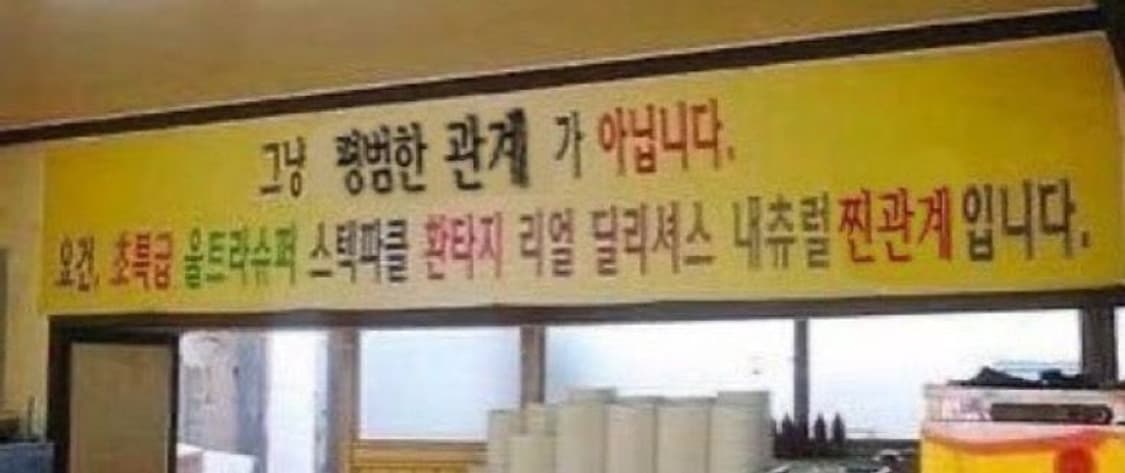 그냥 평범한 관계 가 아닙니다.
요건, 초특급 울트라슈퍼 스턱파클 환타지 리얼 딜리셔스 내츄럴 찐관계입니다.